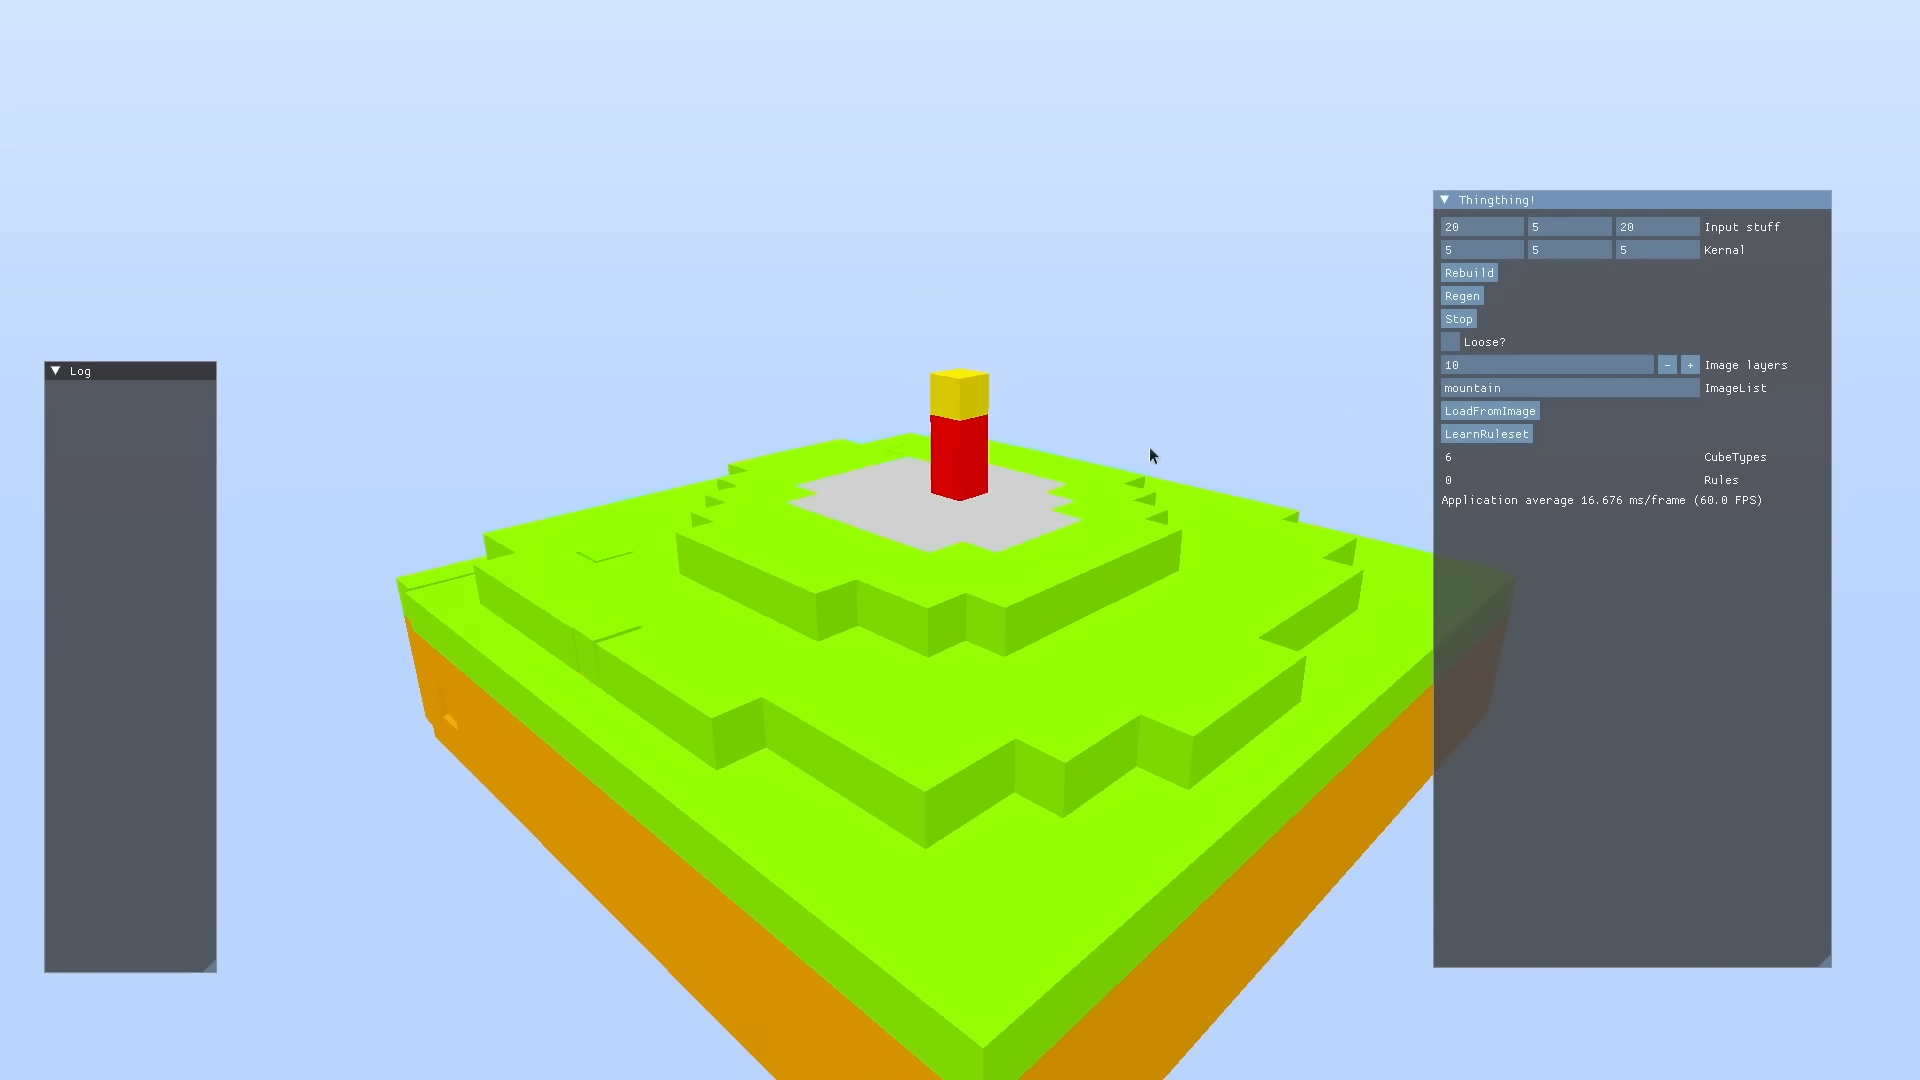 Log
Thingthing!
20 5 20 Input stuff
5 5 5 Kernal
Rebuild
Regen
Stop
Loose?
10 - + Image layers
mountain ImageList
LoadFromImage
LearnRuleset
6 CubeTypes
0 Rules
Application average 16.676 ms/frame (60.0 FPS)